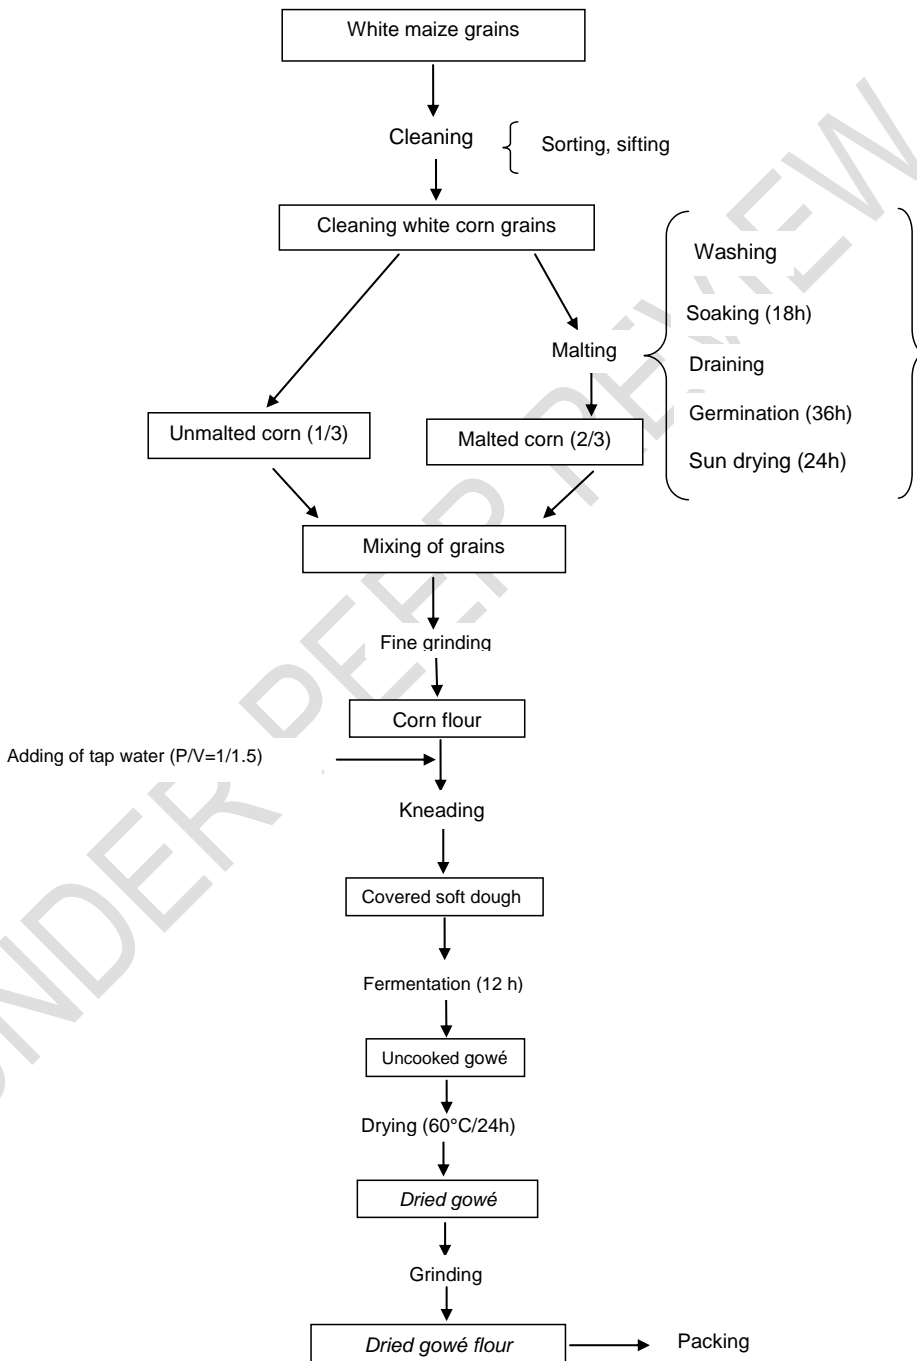 White maize grains
Cleaning
Sorting, sifting
Cleaning white corn grains
Washing
Soaking (18h)
Malting
Draining
Germination (36h)
Sun drying (24h)
Unmalted corn (1/3)
Malted corn (2/3)
Mixing of grains
Fine grinding
Corn flour
Adding of tap water (P/V=1/1.5)
Kneading
Covered soft dough
Fermentation (12 h)
Uncooked gowé
Drying (60°C/24h)
Dried gowé
Grinding
Dried gowé flour
Packing
UNDER PEER REVIEW